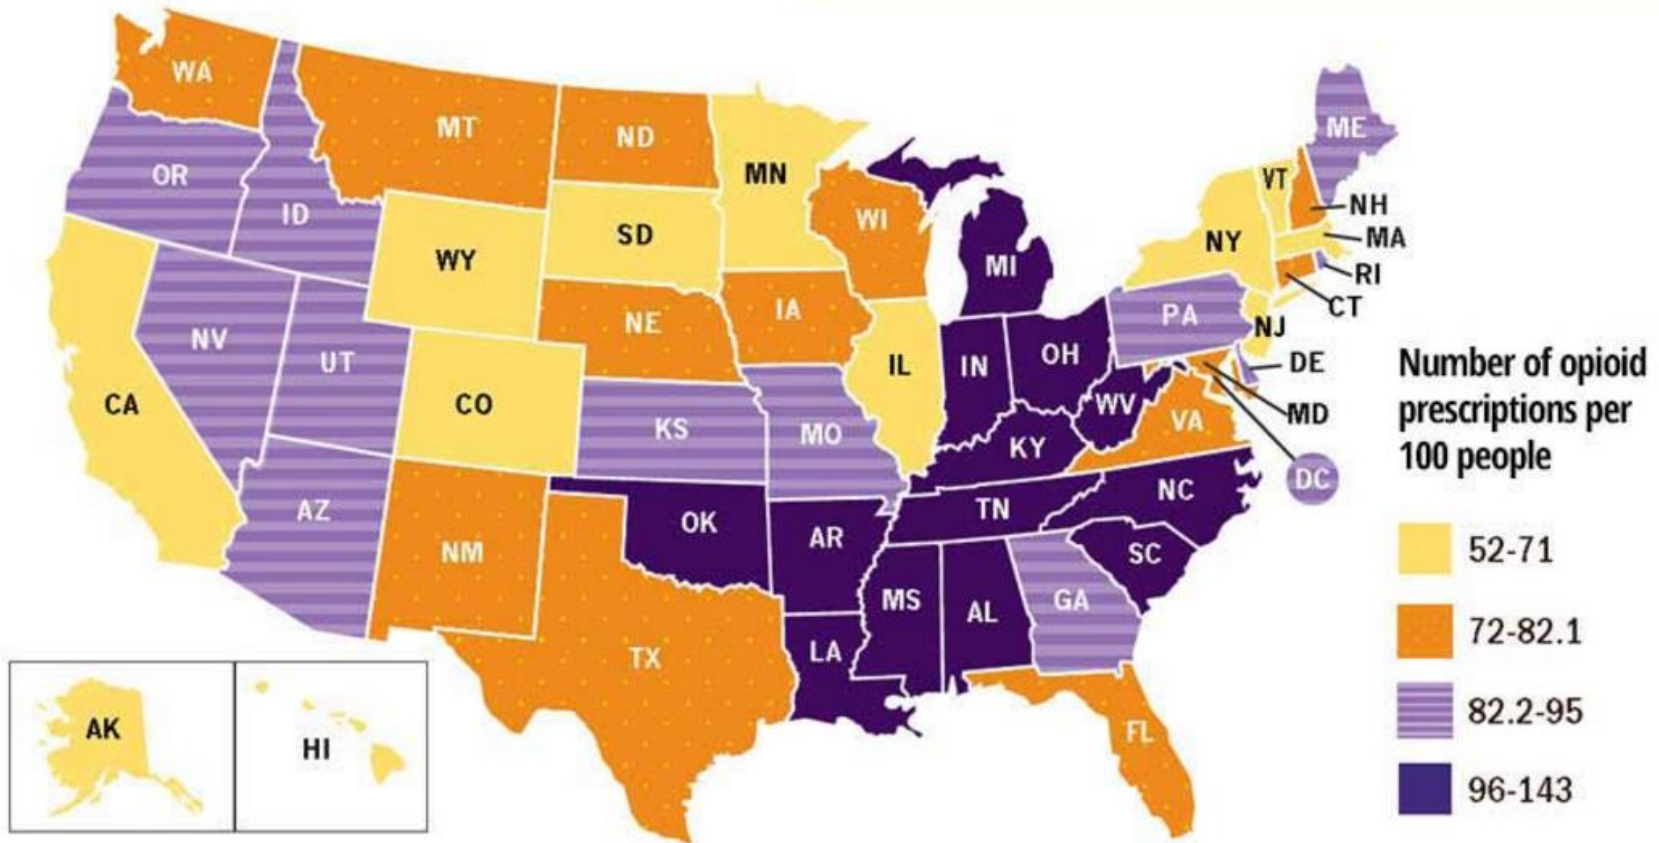 WA
MT
ND
MN
OR
ID
WY
SD
WI
MI
VT
NY
ME
NH
MA
RI
CT
NJ
PA
NE
IA
NV
UT
CA
CO
KS
MO
IL
IN
OH
WV
KY
VA
DE
MD
DC
AZ
NM
OK
AR
TN
NC
SC
MS
AL
GA
LA
TX
FL
AK
HI
Number of opioid
prescriptions per
100 people
52-71
72-82.1
82.2-95
96-143